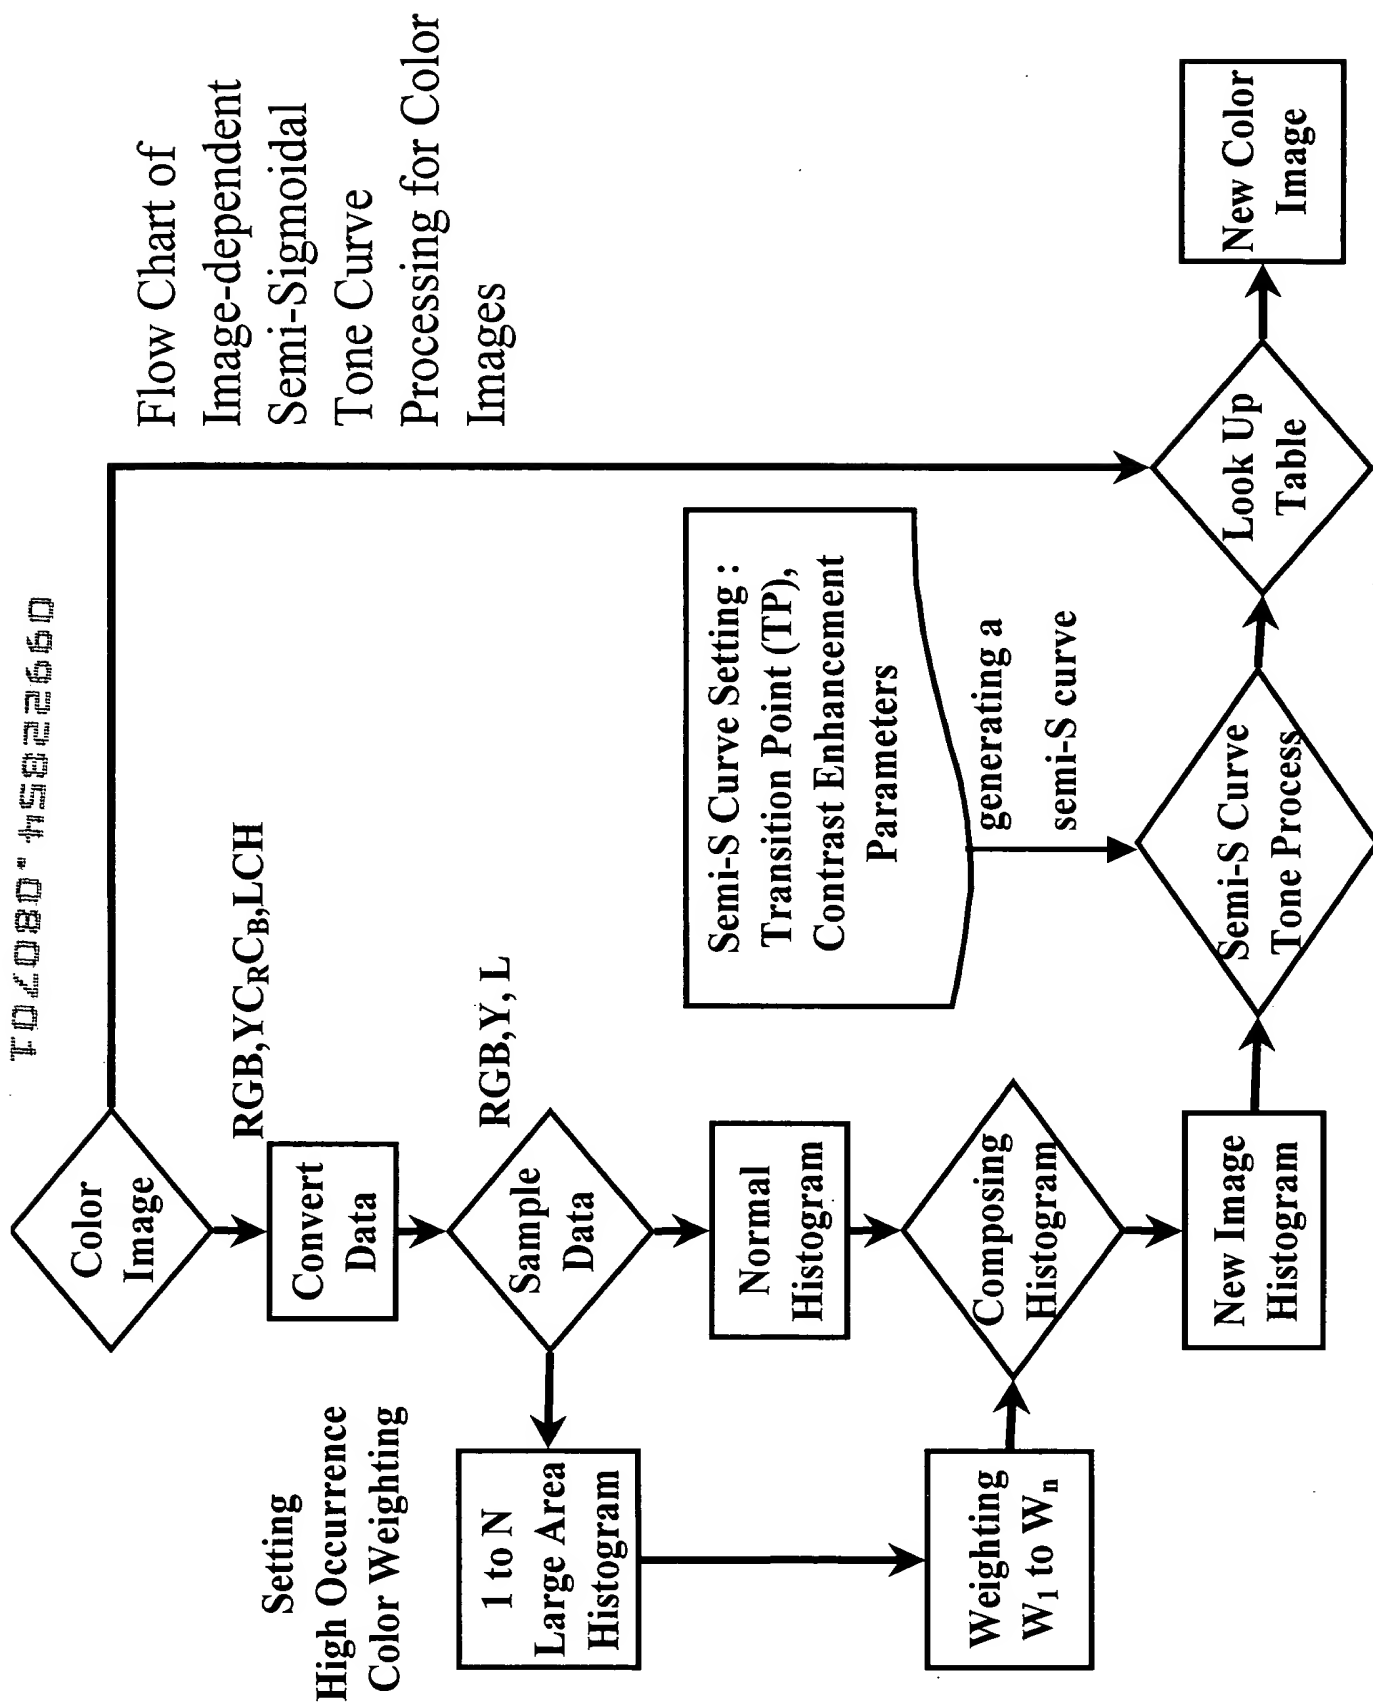 Flow Chart of
Image-dependent
Semi-Sigmoidal
Tone Curve
Processing for Color
Images
Color
Image
RGB,YCRCB,LCH
Convert
Data
RGB,Y, L
Sample
Data
Setting
High Occurrence
Color Weighting
1 to N
Large Area
Histogram
Normal
Histogram
Weighting
W1 to Wn
Composing
Histogram
New Image
Histogram
Semi-S Curve Setting :
Transition Point (TP),
Contrast Enhancement
Parameters
generating a
semi-S curve
Semi-S Curve
Tone Process
Look Up
Table
New Color
Image
09922854.080701